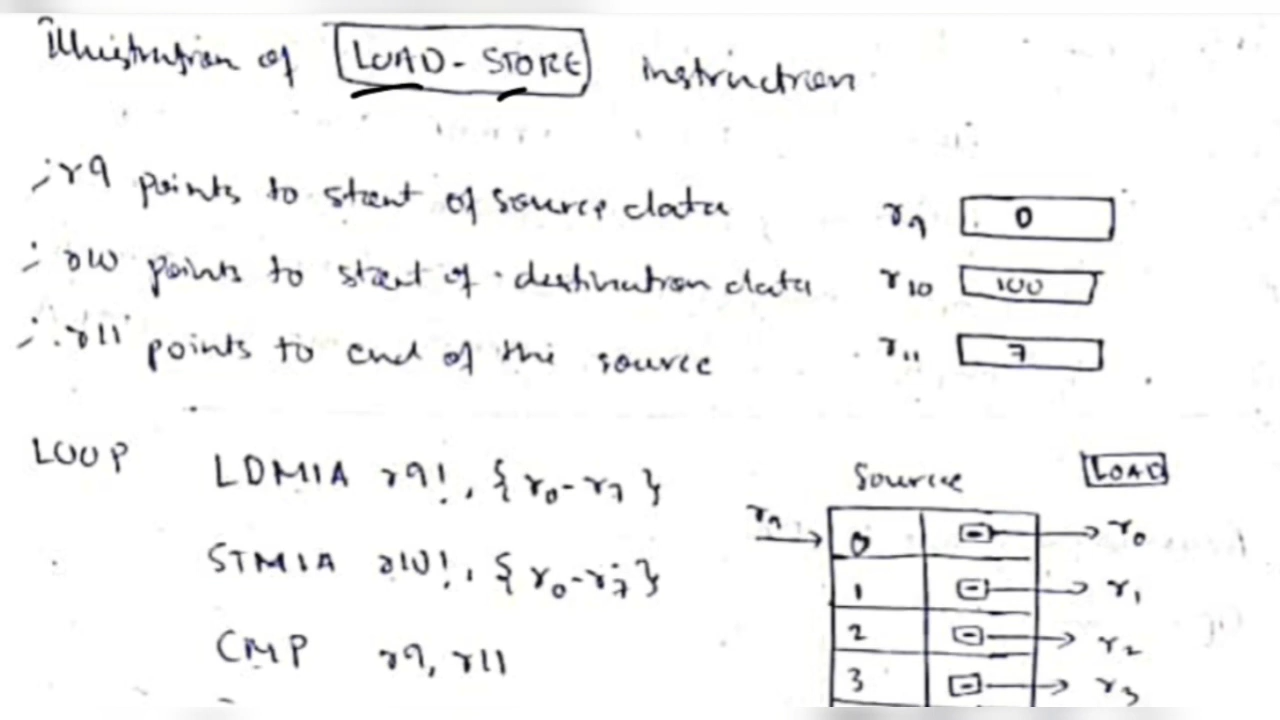 illustration of LOAD-STORE instruction
; r9 points to start of source data r9 0
; r10 points to start of destination data r10 100
; r11 points to end of the source r11 7
LOOP LDMIA r9!, {r0-r7}
STMIA r10!, {r0-r7}
CMP r9, r11
Source LOAD
r9 0 - r0
1 - r1
2 - r2
3 - r3